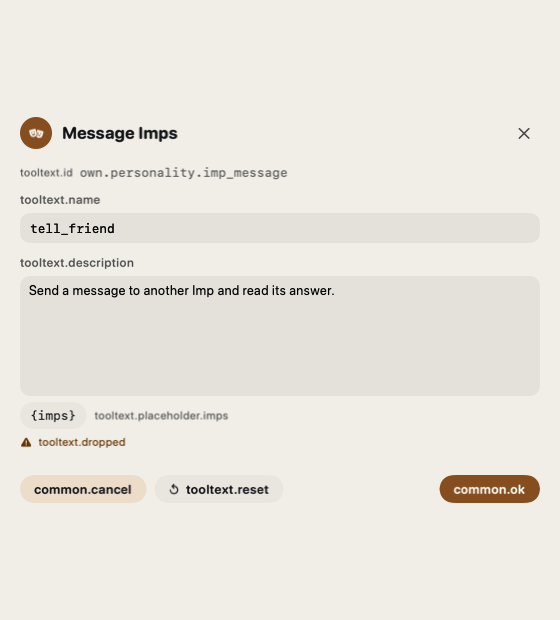 Message Imps
tooltext.id own.personality.imp_message
tooltext.name
tell_friend
tooltext.description
Send a message to another Imp and read its answer.
{imps} tooltext.placeholder.imps
tooltext.dropped
common.cancel tooltext.reset common.ok